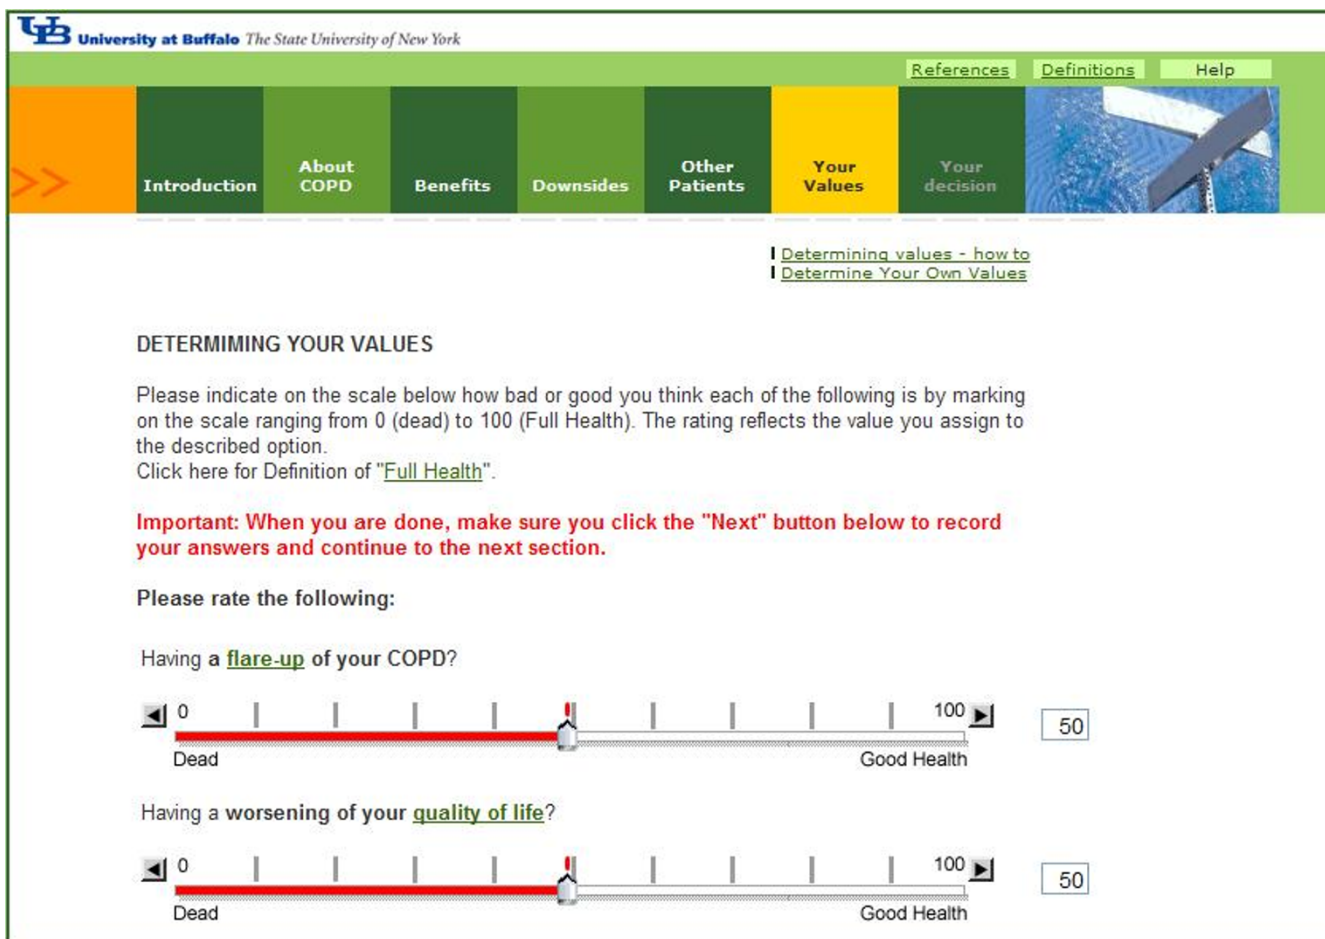 UB University at Buffalo The State University of New York
References Definitions Help
>>
Introduction
About
COPD
Benefits
Downsides
Other
Patients
Your
Values
Your
decision
Determining values - how to
Determine Your Own Values
DETERMIMING YOUR VALUES
Please indicate on the scale below how bad or good you think each of the following is by marking
on the scale ranging from 0 (dead) to 100 (Full Health). The rating reflects the value you assign to
the described option.
Click here for Definition of "Full Health".
Important: When you are done, make sure you click the "Next" button below to record
your answers and continue to the next section.
Please rate the following:
Having a flare-up of your COPD?
0 100 50
Dead Good Health
Having a worsening of your quality of life?
0 100 50
Dead Good Health